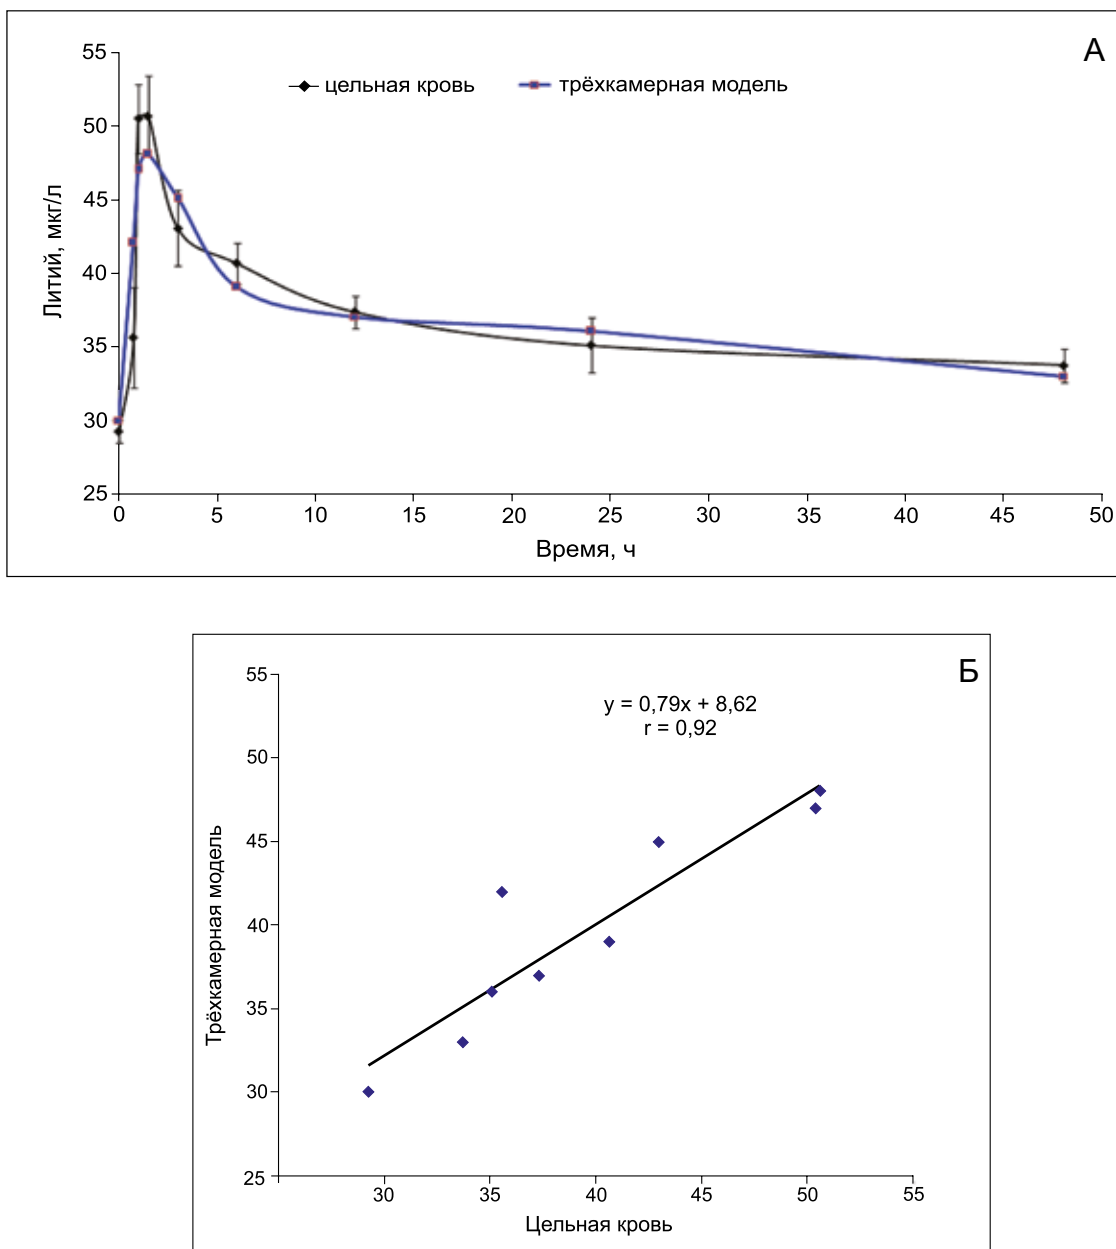 А
55
50
45
40
35
30
25
цельная кровь
трёхкамерная модель
Литий, мкг/л
0 5 10 15 20 25 30 35 40 45 50
Время, ч
Б
y = 0,79x + 8,62
r = 0,92
55
50
45
40
35
30
25
Трёхкамерная модель
30 35 40 45 50 55
Цельная кровь